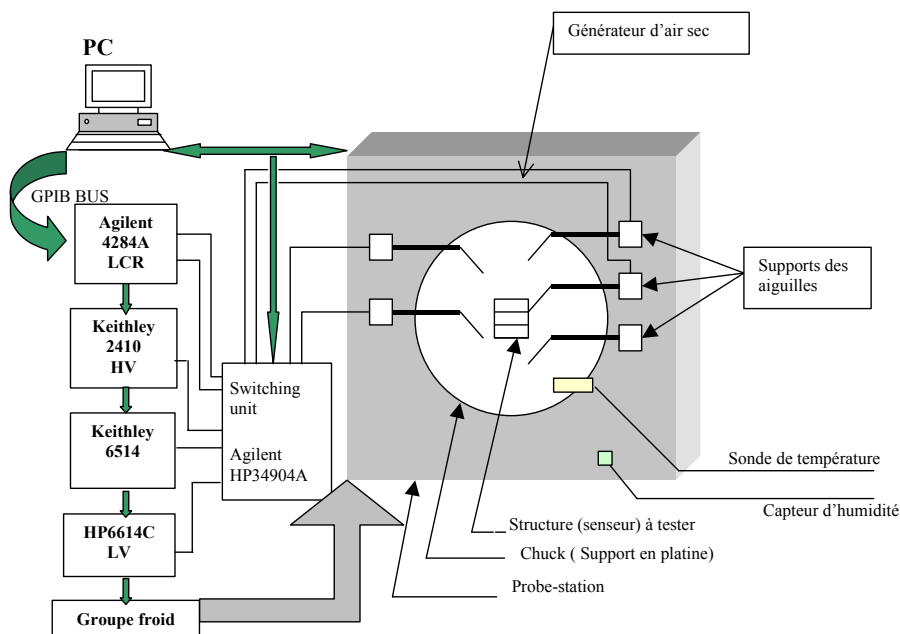 Générateur d'air sec
PC
GPIB BUS
Agilent
4284A
LCR
Keithley
2410
HV
Keithley
6514
HP6614C
LV
Groupe froid
Switching
unit
Agilent
HP34904A
Supports des
aiguilles
Sonde de température
Capteur d'humidité
Structure (senseur) à tester
Chuck ( Support en platine)
Probe-station